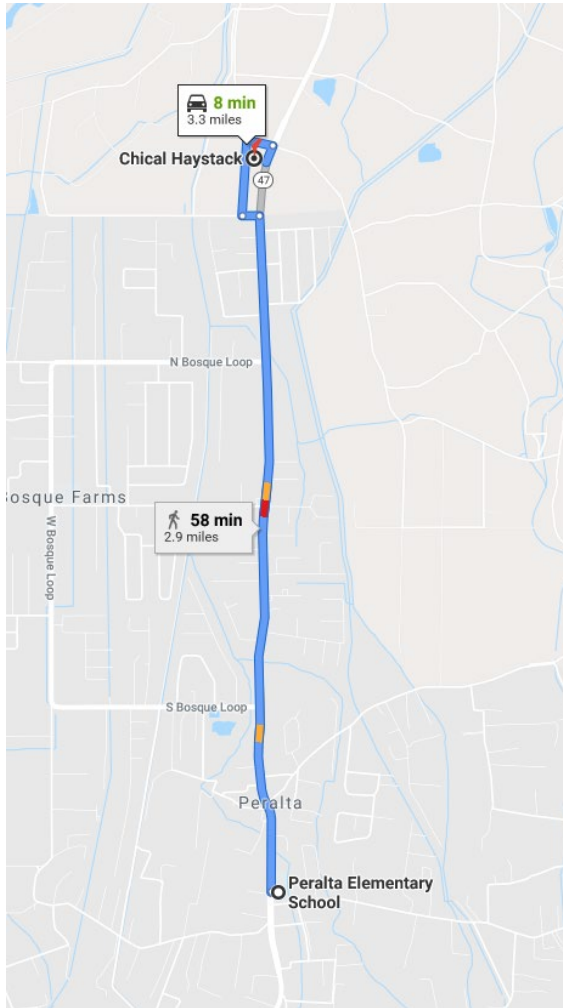 8 min
3.3 miles
Chical Haystack
47
N Bosque Loop
Bosque Farms
58 min
2.9 miles
W Bosque Loop
S Bosque Loop
Peralta
Peralta Elementary
School